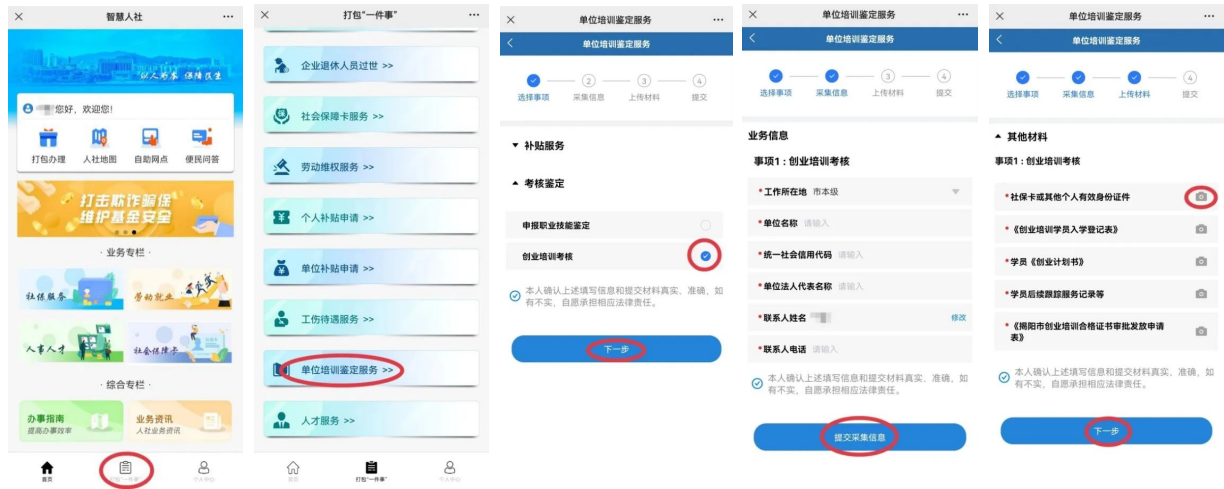 智慧人社
以人为本 保障民生
您好，欢迎您!
打包办理 人社地图 自助网点 便民问答
打击欺诈骗保
维护基金安全
· 业务专栏 ·
社保服务
劳动就业
人事人才
社会保障卡
· 综合专栏 ·
办事指南
提高办事效率
业务资讯
人社业务资讯
首页 打包“一件事” 个人中心
打包“一件事”
企业退休人员过世 >>
社会保障卡服务 >>
劳动维权服务 >>
个人补贴申请 >>
单位补贴申请 >>
工伤待遇服务 >>
单位培训鉴定服务 >>
人才服务 >>
首页 打包“一件事” 个人中心
单位培训鉴定服务
单位培训鉴定服务
2 3 4
选择事项 采集信息 上传材料 提交
补贴服务
考核鉴定
申报职业技能鉴定
创业培训考核
本人确认上述填写信息和提交材料真实、准确，如
有不实，自愿承担相应法律责任。
下一步
单位培训鉴定服务
单位培训鉴定服务
3 4
选择事项 采集信息 上传材料 提交
业务信息
事项1：创业培训考核
*工作所在地 市本级
*单位名称 请输入
*统一社会信用代码 请输入
*单位法人代表名称 请输入
*联系人姓名 修改
*联系人电话 请输入
本人确认上述填写信息和提交材料真实、准确，如
有不实，自愿承担相应法律责任。
提交采集信息
单位培训鉴定服务
单位培训鉴定服务
4
选择事项 采集信息 上传材料 提交
其他材料
事项1：创业培训考核
*社保卡或其他个人有效身份证件
*《创业培训学员入学登记表》
*学员《创业计划书》
*学员后续跟踪服务记录等
*《揭阳市创业培训合格证书审批发放申请
表》
本人确认上述填写信息和提交材料真实、准确，如
有不实，自愿承担相应法律责任。
下一步